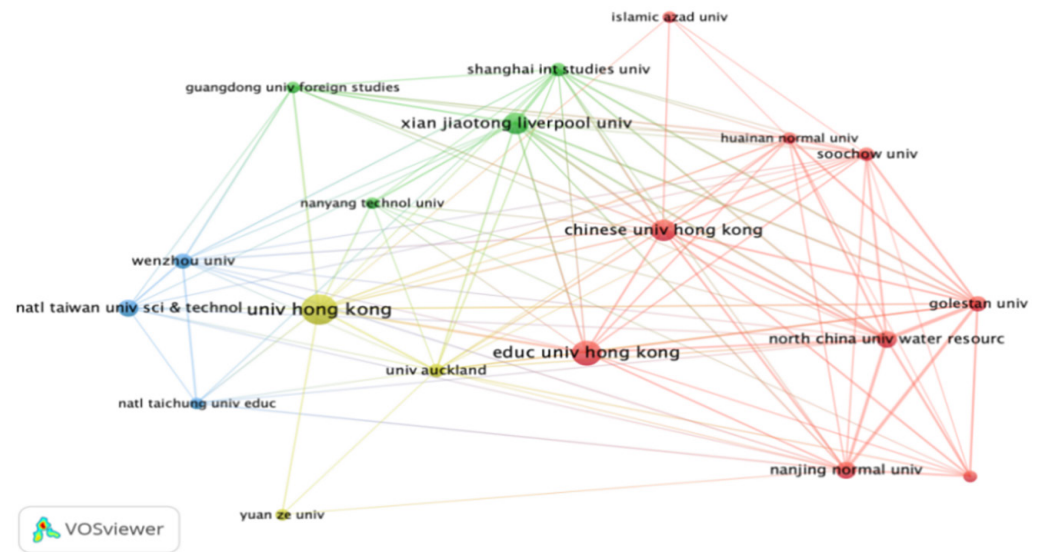 islamic azad univ
shanghai int studies univ
guangdong univ foreign studies
xian jiaotong liverpool univ
huainan normal univ
soochow univ
nanyang technol univ
chinese univ hong kong
wenzhou univ
natl taiwan univ sci & technol
univ hong kong
golestan univ
north china univ water resourc
educ univ hong kong
univ auckland
natl taichung univ educ
nanjing normal univ
yuan ze univ
VOSviewer